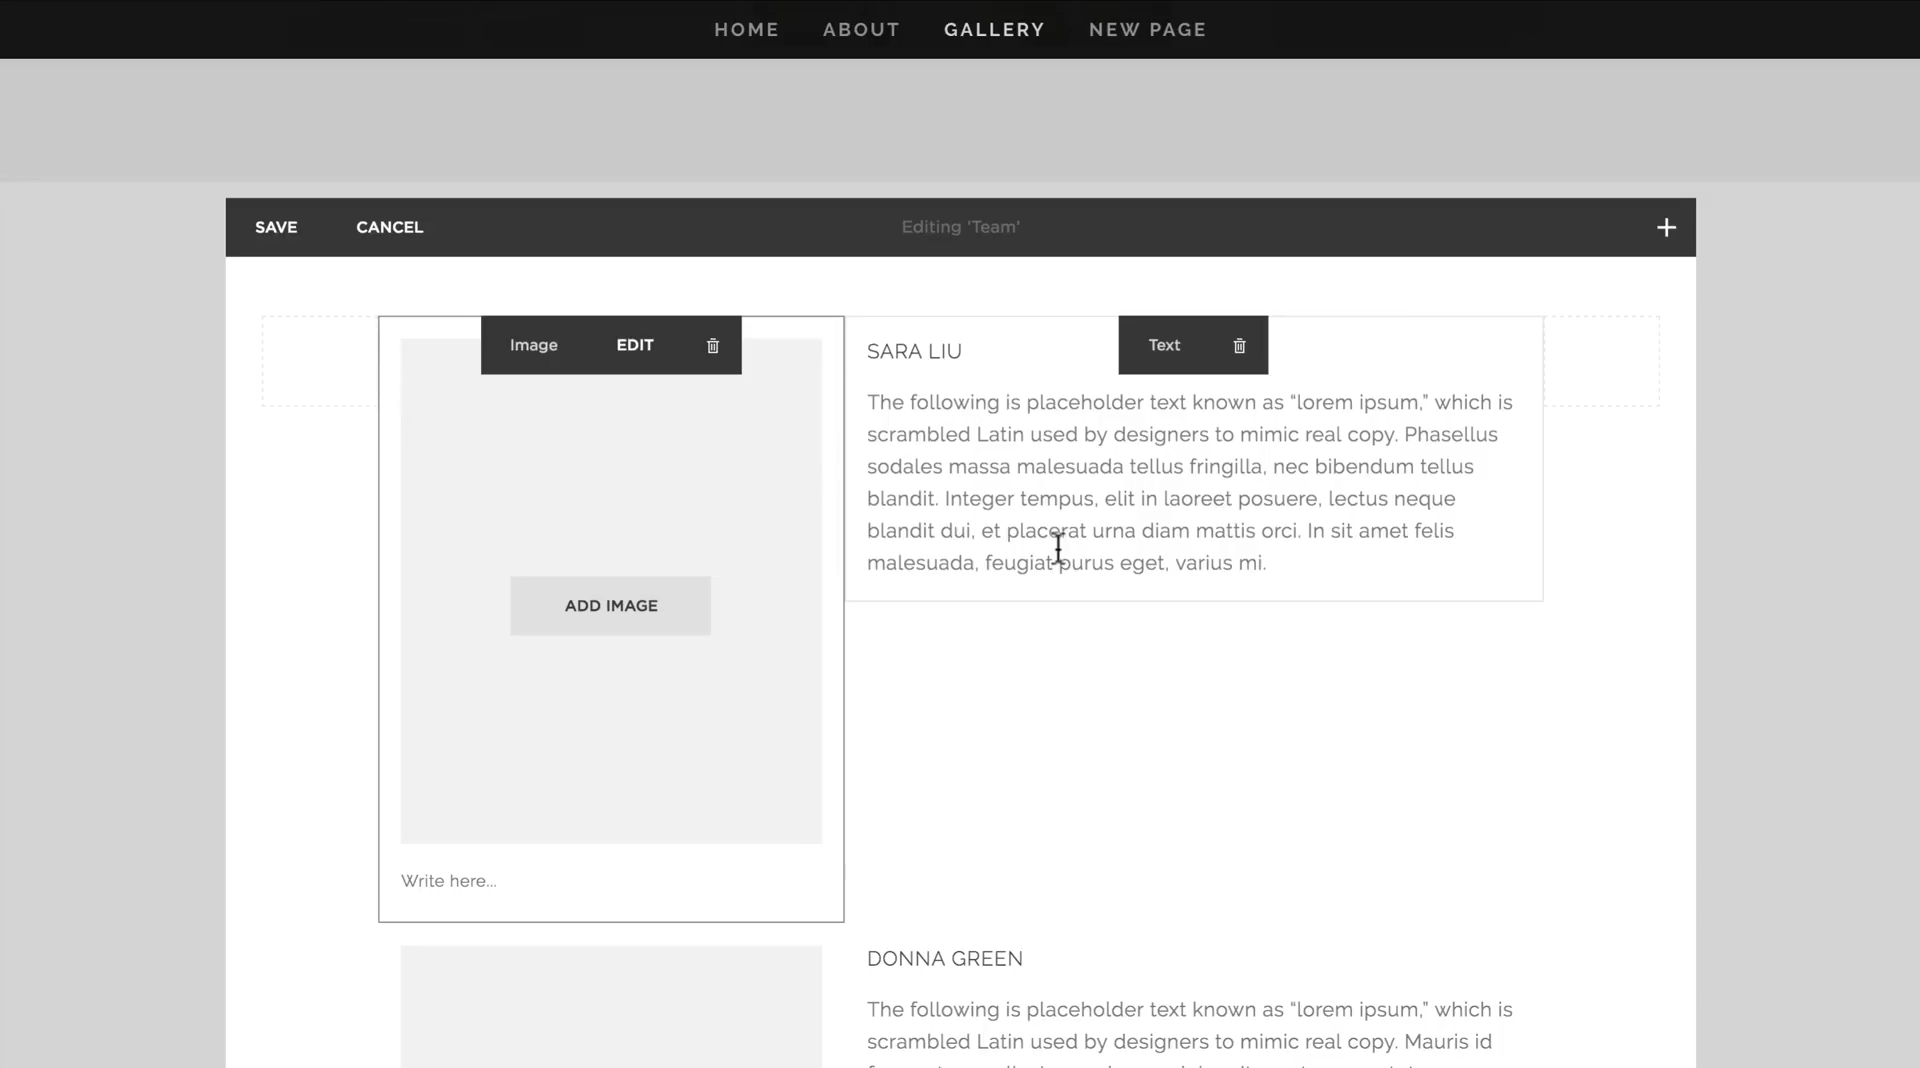 HOME ABOUT GALLERY NEW PAGE
SAVE CANCEL Editing 'Team' +
Image EDIT
Text
SARA LIU
The following is placeholder text known as “lorem ipsum,” which is
scrambled Latin used by designers to mimic real copy. Phasellus
sodales massa malesuada tellus fringilla, nec bibendum tellus
blandit. Integer tempus, elit in laoreet posuere, lectus neque
blandit dui, et placerat urna diam mattis orci. In sit amet felis
malesuada, feugiat purus eget, varius mi.
ADD IMAGE
Write here...
DONNA GREEN
The following is placeholder text known as “lorem ipsum,” which is
scrambled Latin used by designers to mimic real copy. Mauris id